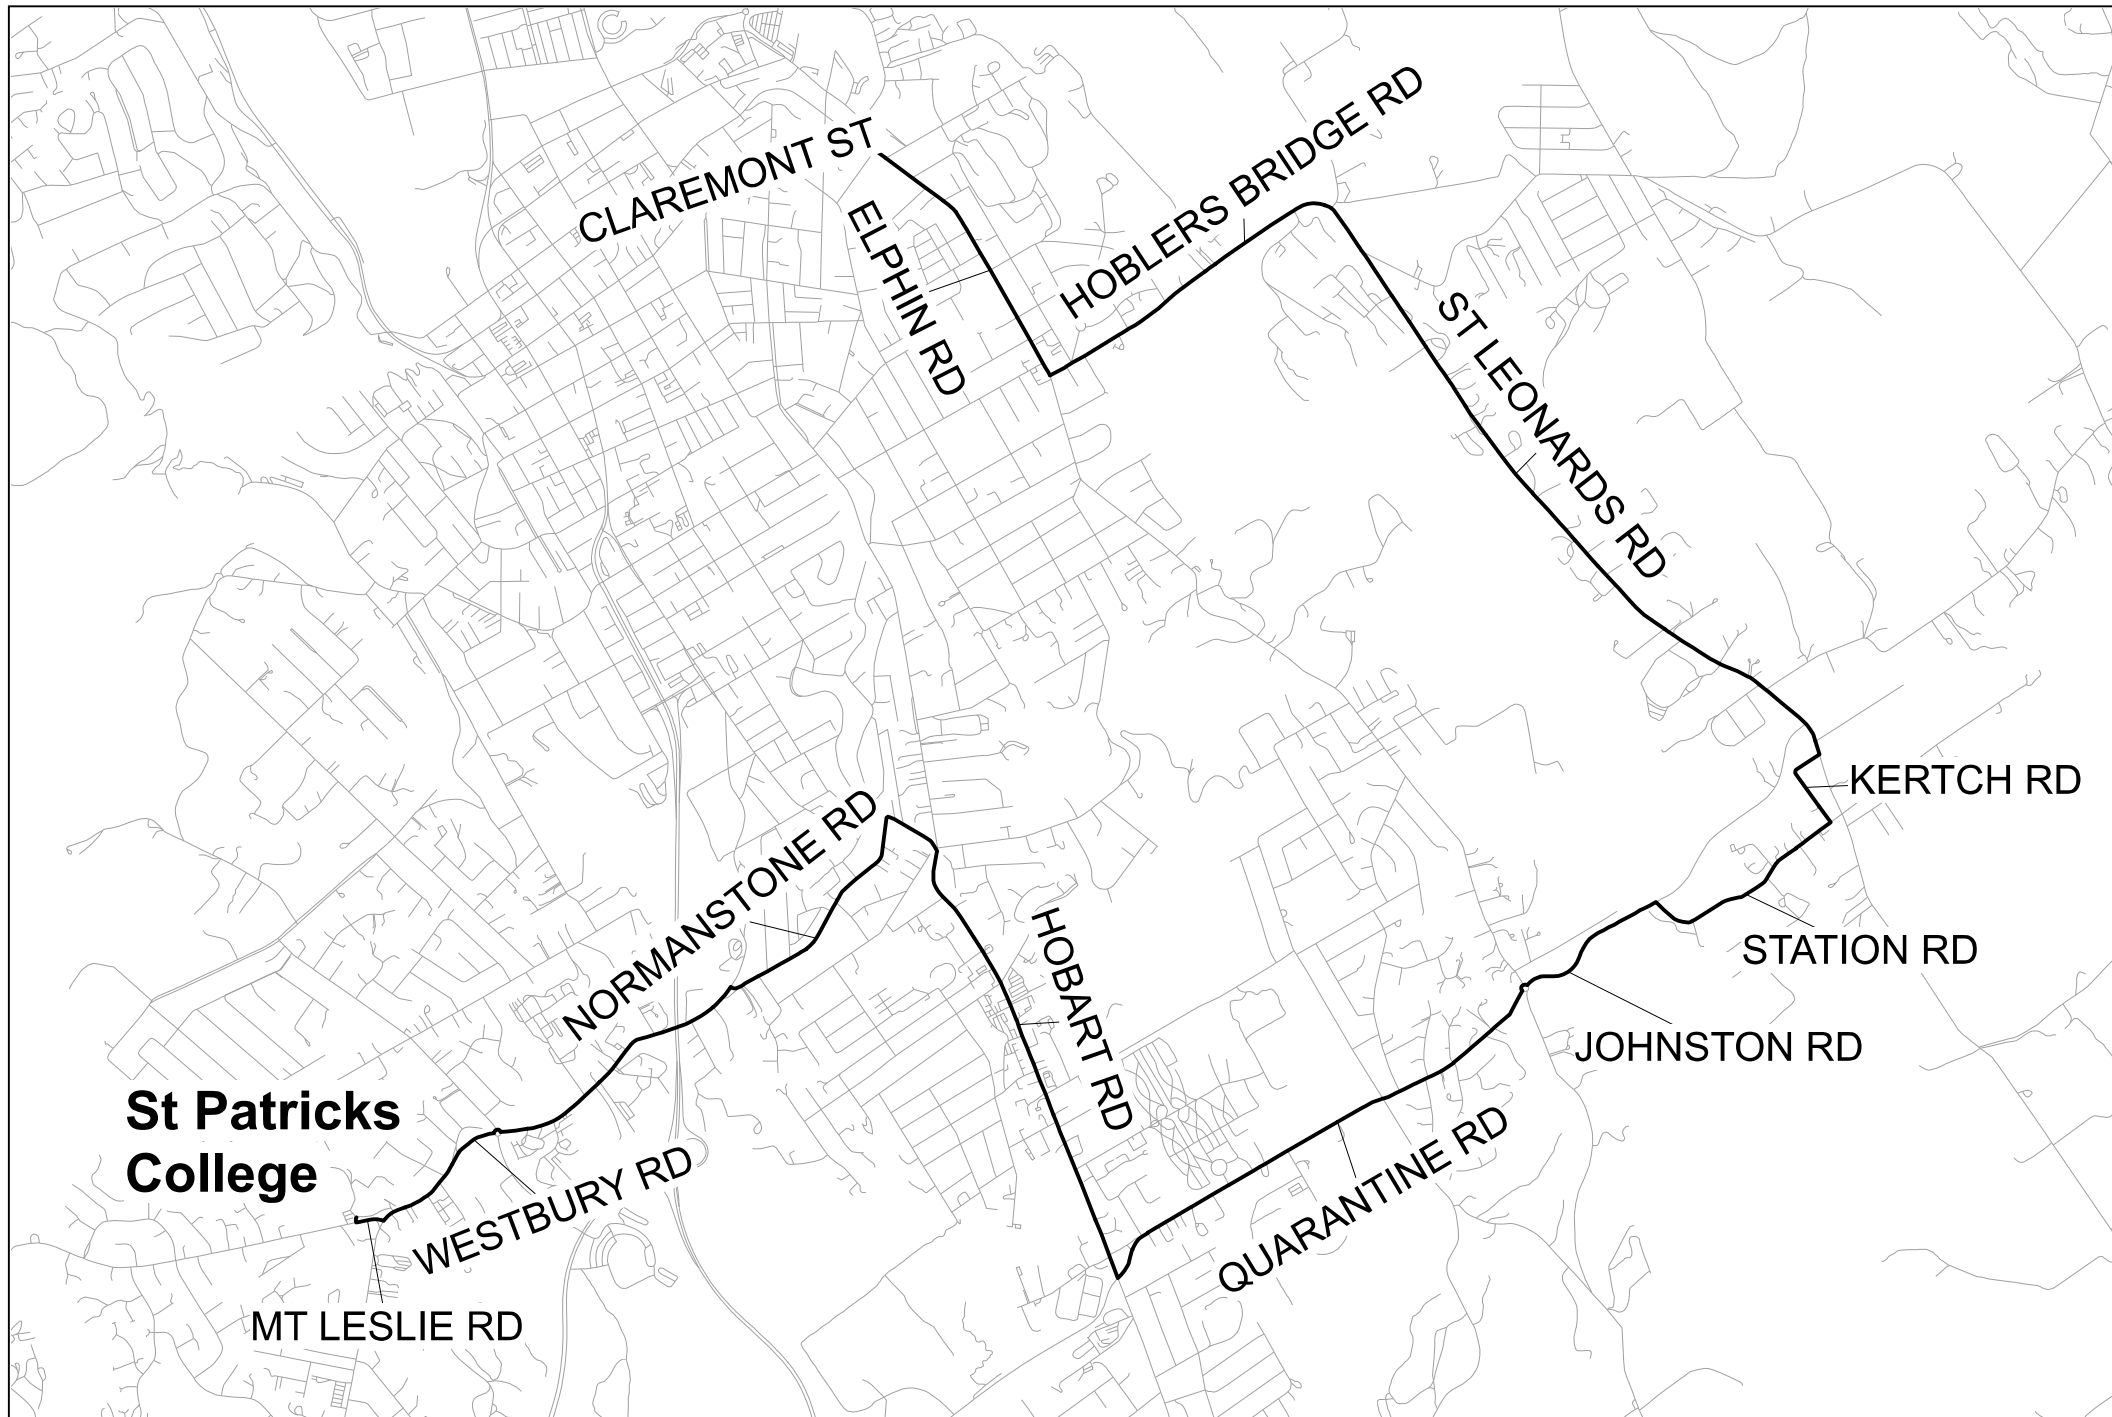 CLAREMONT ST
ELPHIN RD
HOBLERS BRIDGE RD
ST LEONARDS RD
KERTCH RD
STATION RD
JOHNSTON RD
QUARANTINE RD
HOBART RD
NORMANSTONE RD
WESTBURY RD
MT LESLIE RD
St Patricks
College